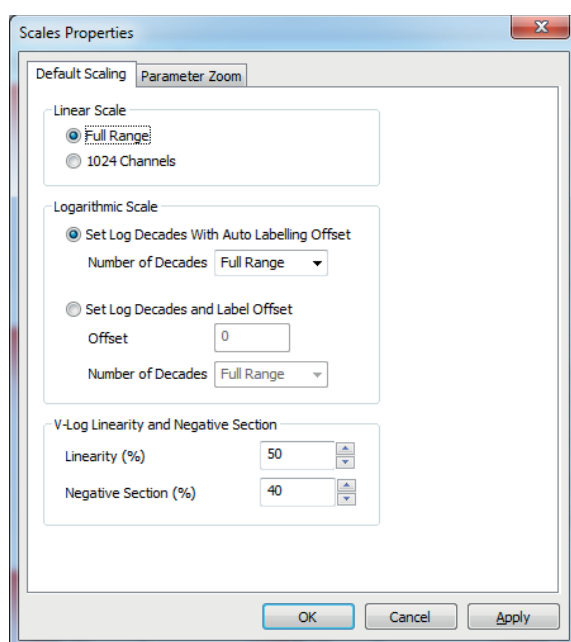 Scales Properties
Default Scaling Parameter Zoom
Linear Scale
Full Range
1024 Channels
Logarithmic Scale
Set Log Decades With Auto Labelling Offset
Number of Decades Full Range
Set Log Decades and Label Offset
Offset 0
Number of Decades Full Range
V-Log Linearity and Negative Section
Linearity (%) 50
Negative Section (%) 40
OK Cancel Apply